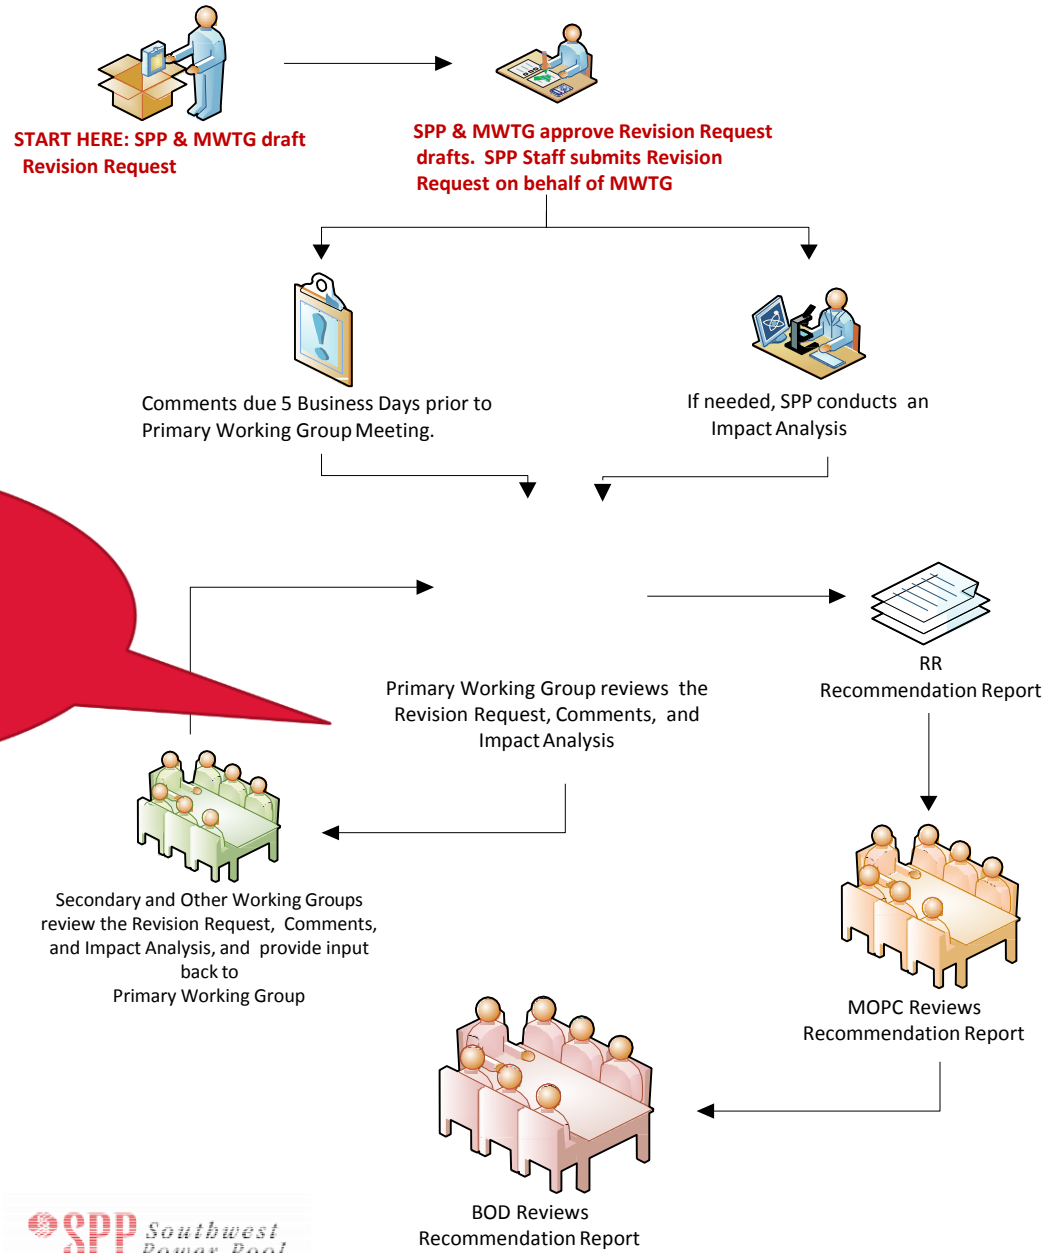 START HERE: SPP & MWTG draft
Revision Request
SPP & MWTG approve Revision Request
drafts. SPP Staff submits Revision
Request on behalf of MWTG
Comments due 5 Business Days prior to
Primary Working Group Meeting.
If needed, SPP conducts an
Impact Analysis
Primary Working Group reviews the
Revision Request, Comments, and
Impact Analysis
RR
Recommendation Report
Secondary and Other Working Groups
review the Revision Request, Comments,
and Impact Analysis, and provide input
back to
Primary Working Group
MOPC Reviews
Recommendation Report
BOD Reviews
Recommendation Report
SPP Southwest
Power Pool